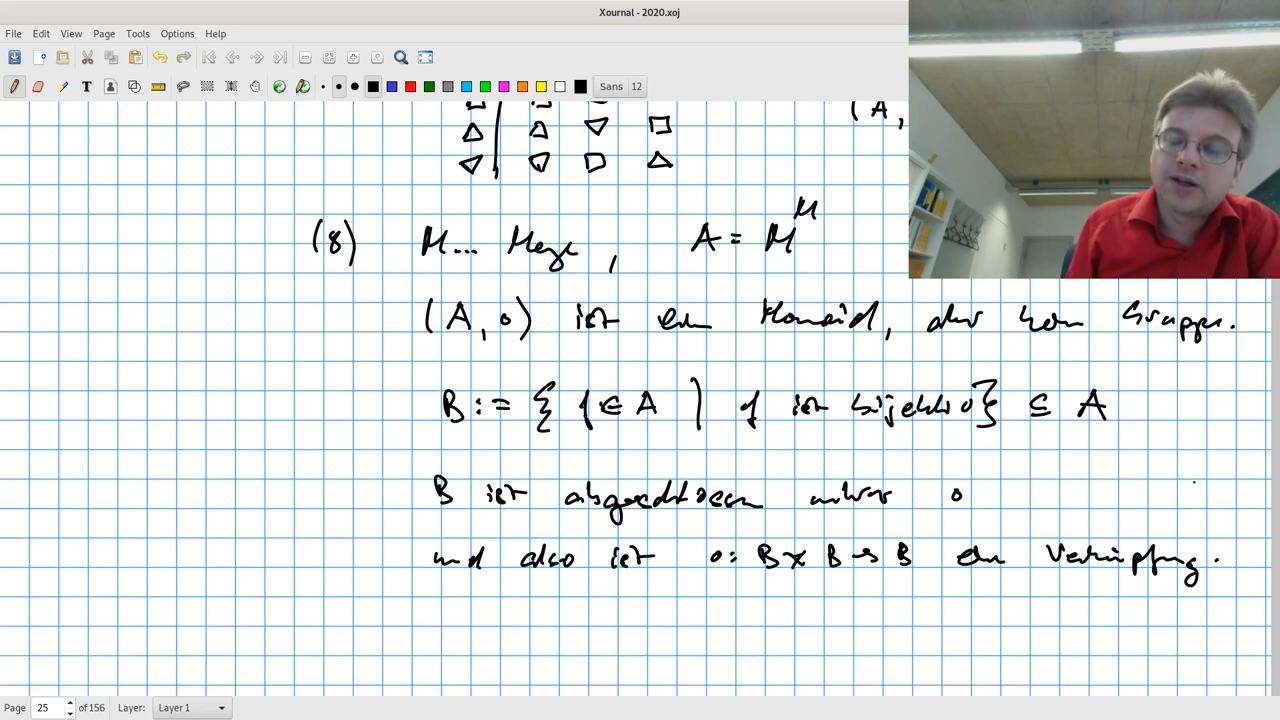 Xournal - 2020.xoj
File Edit View Page Tools Options Help
T Sans 12
(A,
(8) M... Menge, A = M^M
(A, ∘) ist ein Monoid, aber kein Gruppe.
B := { f ∈ A | f ist bijektiv} ⊆ A
B ist abgeschlossen unter ∘
und also ist ∘: B × B → B ein Verknüpfung.
Page 25 of 156 Layer: Layer 1